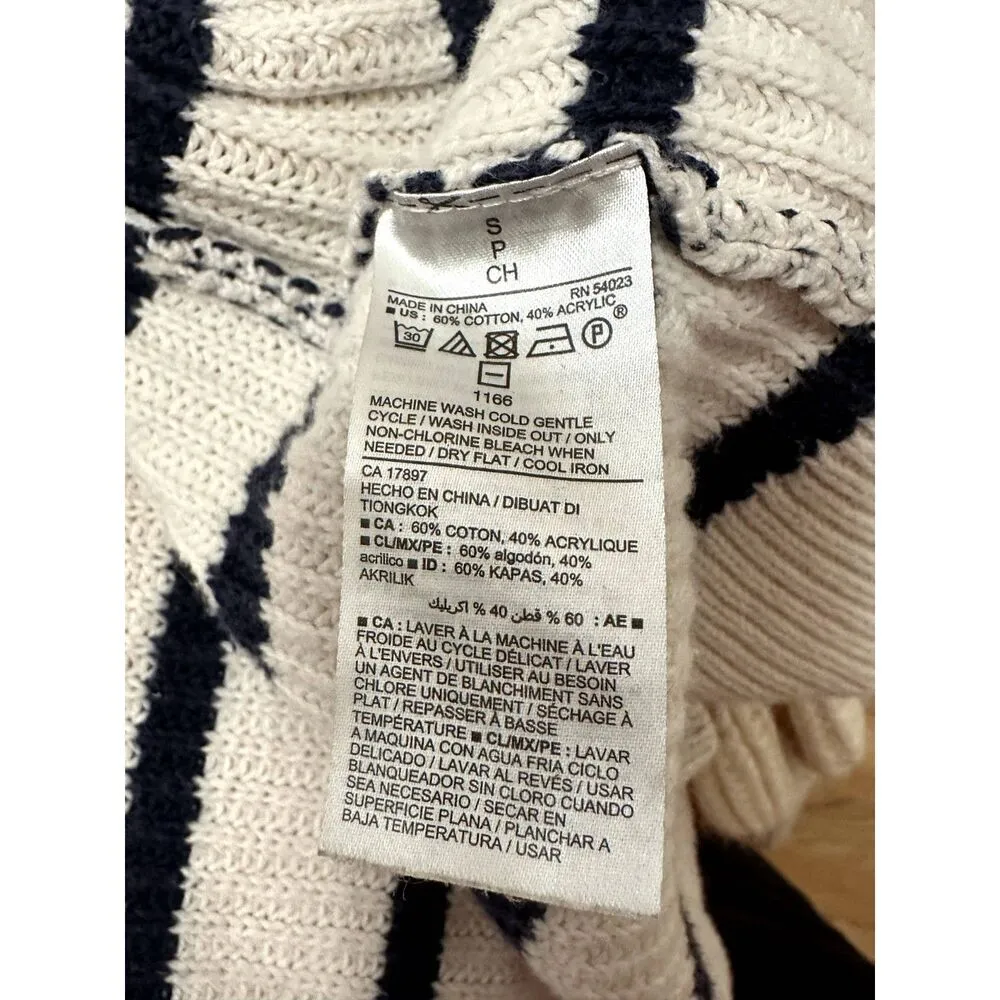 S
P
CH
RN 54023
MADE IN CHINA
■ US : 60% COTTON, 40% ACRYLIC
30 P ®
1166
MACHINE WASH COLD GENTLE
CYCLE / WASH INSIDE OUT / ONLY
NON-CHLORINE BLEACH WHEN
NEEDED / DRY FLAT / COOL IRON
CA 17897
HECHO EN CHINA / DIBUAT DI
TIONGKOK
■ CA : 60% COTON, 40% ACRYLIQUE
■ CL/MX/PE : 60% algodón, 40%
acrilico ■ ID : 60% KAPAS, 40%
AKRILIK
■ AE : 60 % قطن 40 % اكريليك
■ CA : LAVER À LA MACHINE À L'EAU
FROIDE AU CYCLE DÉLICAT / LAVER
À L'ENVERS / UTILISER AU BESOIN
UN AGENT DE BLANCHIMENT SANS
CHLORE UNIQUEMENT / SÉCHAGE À
PLAT / REPASSER À BASSE
TEMPÉRATURE ■ CL/MX/PE : LAVAR
A MAQUINA CON AGUA FRIA CICLO
DELICADO / LAVAR AL REVÉS / USAR
BLANQUEADOR SIN CLORO CUANDO
SEA NECESARIO / SECAR EN
SUPERFICIE PLANA / PLANCHAR A
BAJA TEMPERATURA / USAR